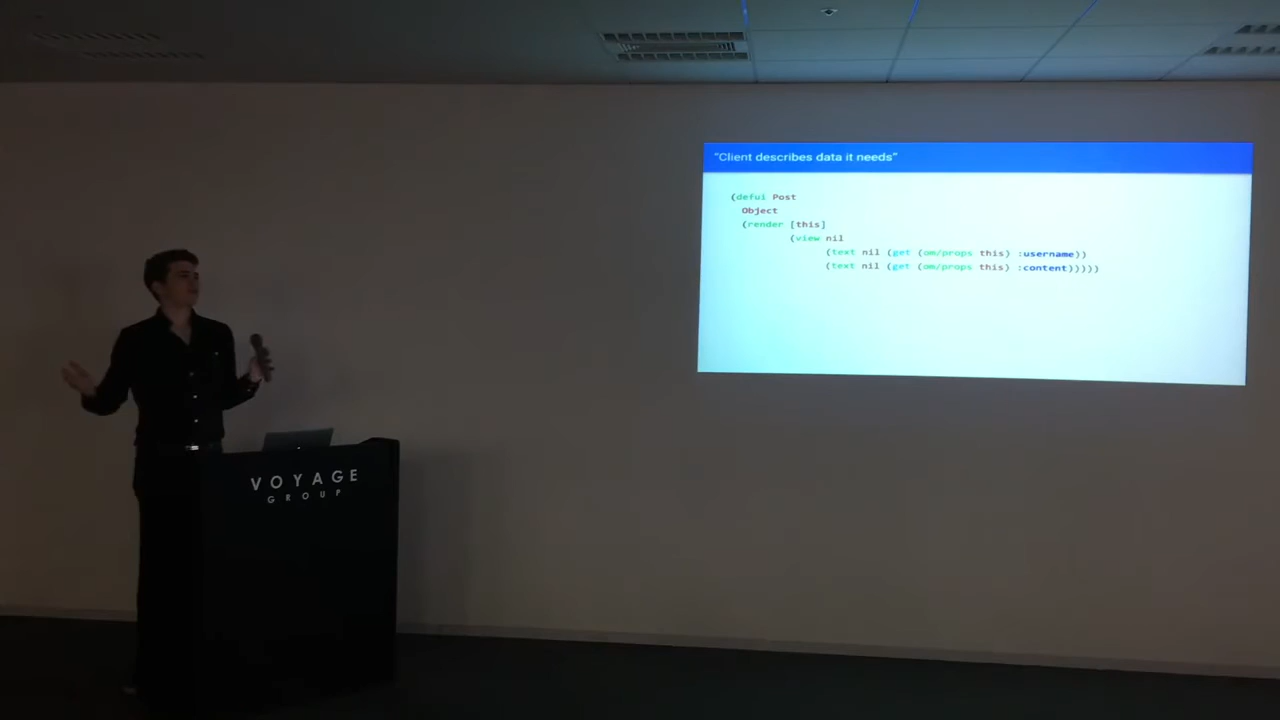 "Client describes data it needs"
(defui Post
Object
(render [this]
(view nil
(text nil (get (om/props this) :username))
(text nil (get (om/props this) :content)))))
VOYAGE
GROUP